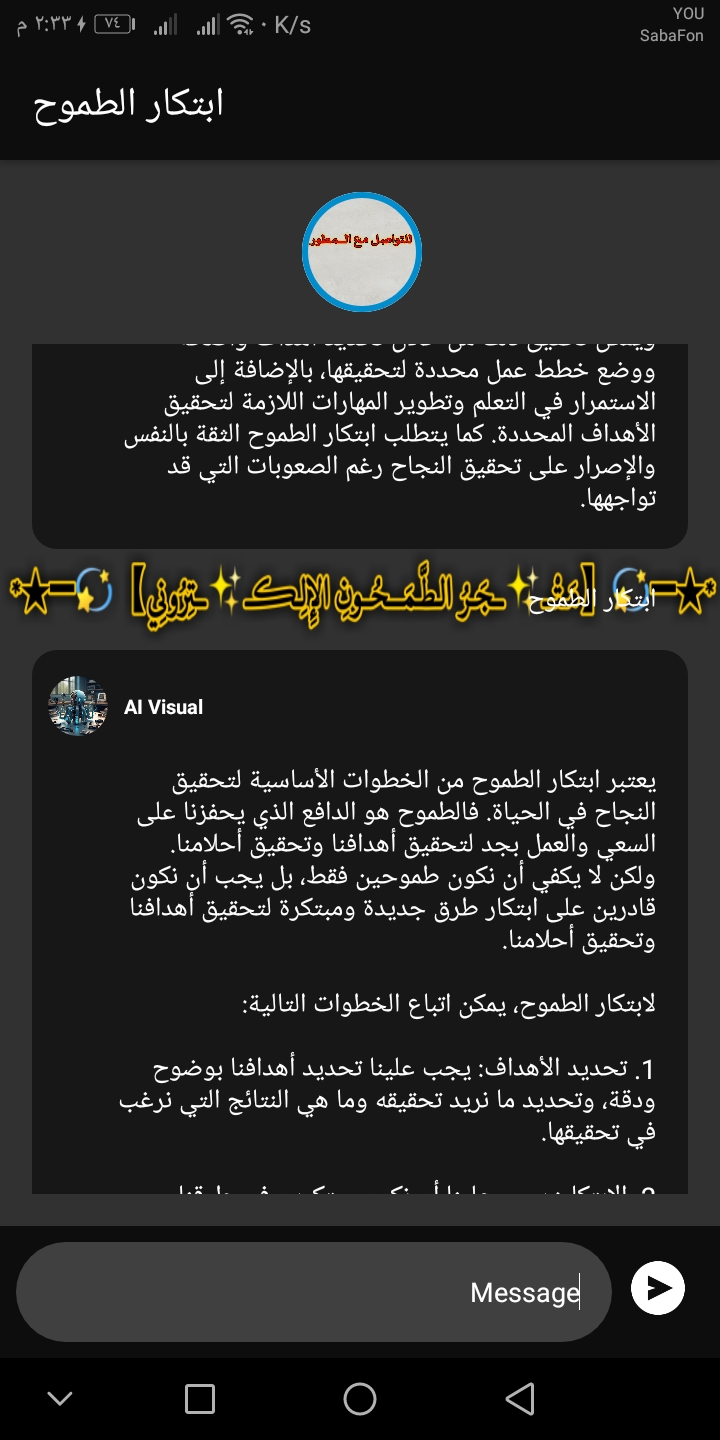 ٢:٣٣ م
٧٤
K/s
YOU
SabaFon
ابتكار الطموح
للتواصل مع المطور
ووضع خطط عمل محددة لتحقيقها، بالإضافة إلى
الاستمرار في التعلم وتطوير المهارات اللازمة لتحقيق
الأهداف المحددة. كما يتطلب ابتكار الطموح الثقة بالنفس
والإصرار على تحقيق النجاح رغم الصعوبات التي قد
تواجهها.
ابتكار الطموح
AI Visual
يعتبر ابتكار الطموح من الخطوات الأساسية لتحقيق
النجاح في الحياة. فالطموح هو الدافع الذي يحفزنا على
السعي والعمل بجد لتحقيق أهدافنا وتحقيق أحلامنا.
ولكن لا يكفي أن نكون طموحين فقط، بل يجب أن نكون
قادرين على ابتكار طرق جديدة ومبتكرة لتحقيق أهدافنا
وتحقيق أحلامنا.
لابتكار الطموح، يمكن اتباع الخطوات التالية:
1. تحديد الأهداف: يجب علينا تحديد أهدافنا بوضوح
ودقة، وتحديد ما نريد تحقيقه وما هي النتائج التي نرغب
في تحقيقها.
Message